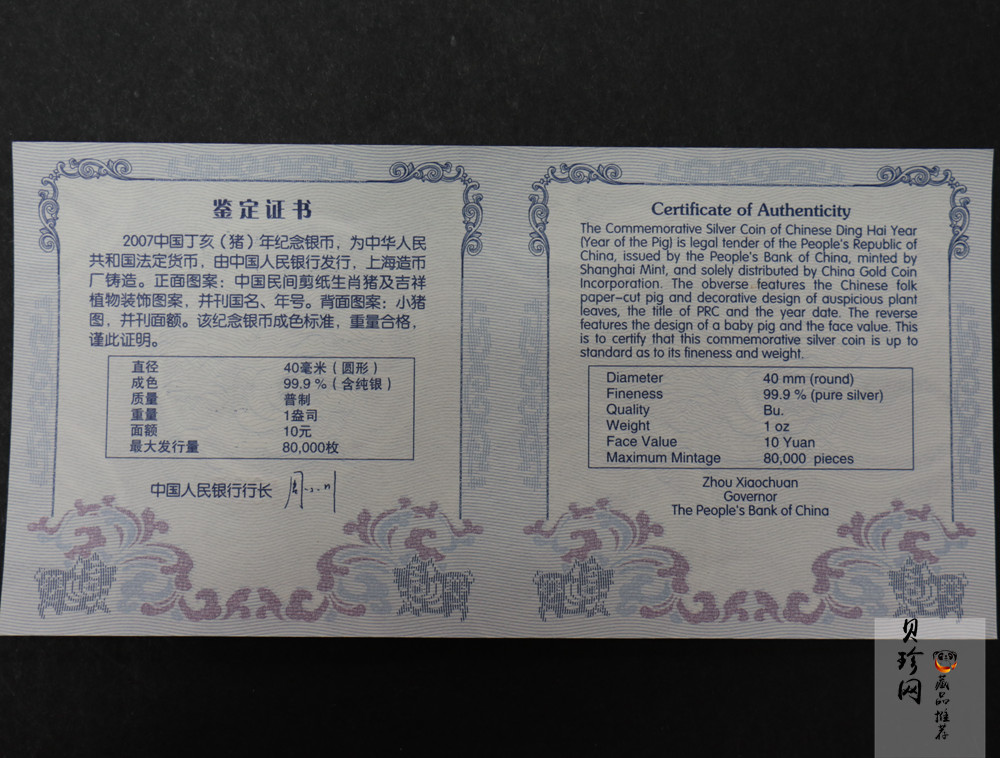 鉴定证书
2007中国丁亥（猪）年纪念银币，为中华人民
共和国法定货币，由中国人民银行发行，上海造币
厂铸造。正面图案：中国民间剪纸生肖猪及吉祥
植物装饰图案，并刊国名、年号。背面图案：小猪
图，并刊面额。该纪念银币成色标准，重量合格，
谨此证明。
直径 40毫米（圆形）
成色 99.9％（含纯银）
质量 普制
重量 1盎司
面额 10元
最大发行量 80,000枚
中国人民银行行长 周小川
Certificate of Authenticity
The Commemorative Silver Coin of Chinese Ding Hai Year
(Year of the Pig) is legal tender of the People's Republic of
China, issued by the People's Bank of China, minted by
Shanghai Mint, and solely distributed by China Gold Coin
Incorporation. The obverse features the Chinese folk
paper-cut pig and decorative design of auspicious plant
leaves, the title of PRC and the year date. The reverse
features the design of a baby pig and the face value. This
is to certify that this commemorative silver coin is up to
standard as to its fineness and weight.
Diameter 40 mm (round)
Fineness 99.9 % (pure silver)
Quality Bu.
Weight 1 oz
Face Value 10 Yuan
Maximum Mintage 80,000 pieces
Zhou Xiaochuan
Governor
The People's Bank of China
贝珍网
藏品推荐